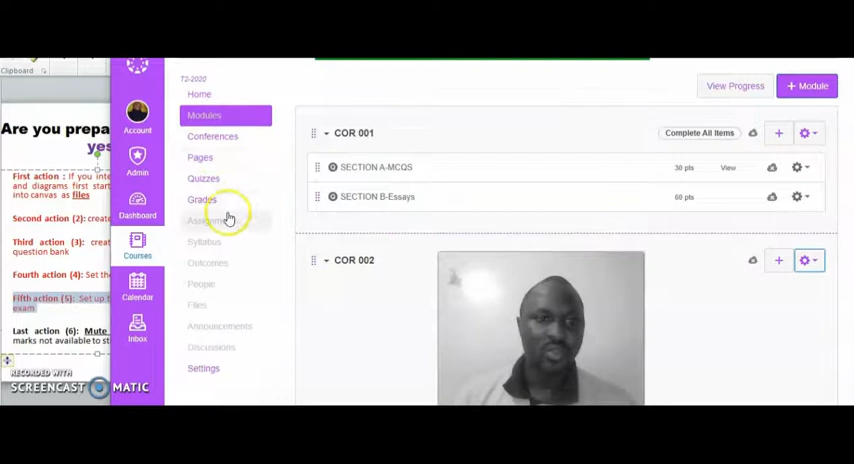 Clipboard
Are you prepa
yes
First action : If you inte
and diagrams first start
into canvas as files
Second action (2): create
Third action (3): creat
question bank
Fourth action (4): Set the
Fifth action (5): Set up t
exam
Last action (6): Mute
marks not available to st
RECORDED WITH
SCREENCAST MATIC
Account
Admin
Dashboard
Courses
Calendar
Inbox
T2-2020
Home
Modules
Conferences
Pages
Quizzes
Grades
Assign
Syllabus
Outcomes
People
Files
Announcements
Discussions
Settings
View Progress
+ Module
COR 001
Complete All Items
SECTION A-MCQS
30 pts
View
SECTION B-Essays
60 pts
COR 002